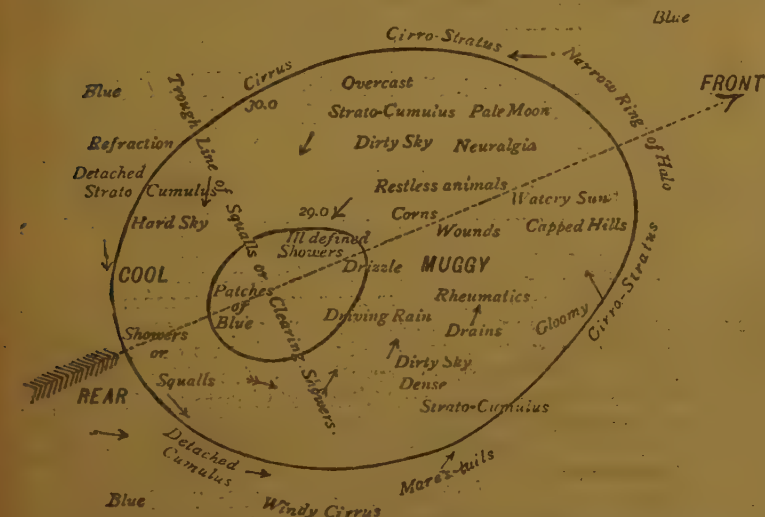 Blue
Cirro-Stratus
Narrow Ring of Halo
FRONT
Cirrus
Blue
Trough Line of Squalls or Clearing Showers.
30.0
Overcast
Strato-Cumulus Pale Moon
Refraction
Dirty Sky Neuralgia
Detached
Strato Cumulus
Restless animals
Watery Sun
Hard Sky
29.0
Corns
Capped Hills
Ill defined
Showers
Wounds
COOL
Drizzle MUGGY
Patches
of
Blue
Rheumatics
Driving Rain
Drains
Gloomy
Cirro-Stratus
Showers
or
Squalls
Dirty Sky
Dense
Strato-Cumulus
REAR
Detached
Cumulus
Mares-tails
Blue
Windy Cirrus